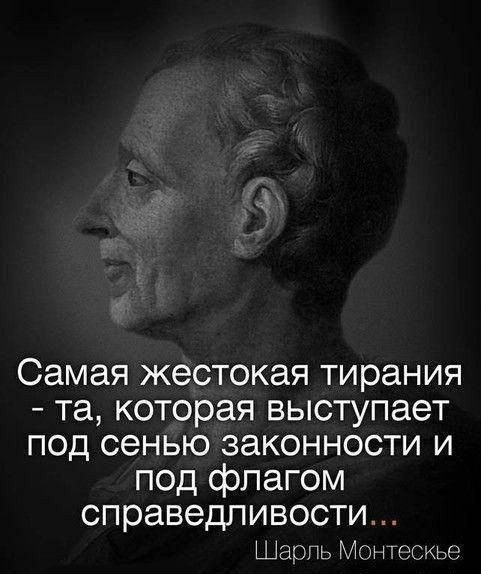 Самая жестокая тирания
- та, которая выступает
под сенью законности и
под флагом
справедливости...
Шарль Монтескье